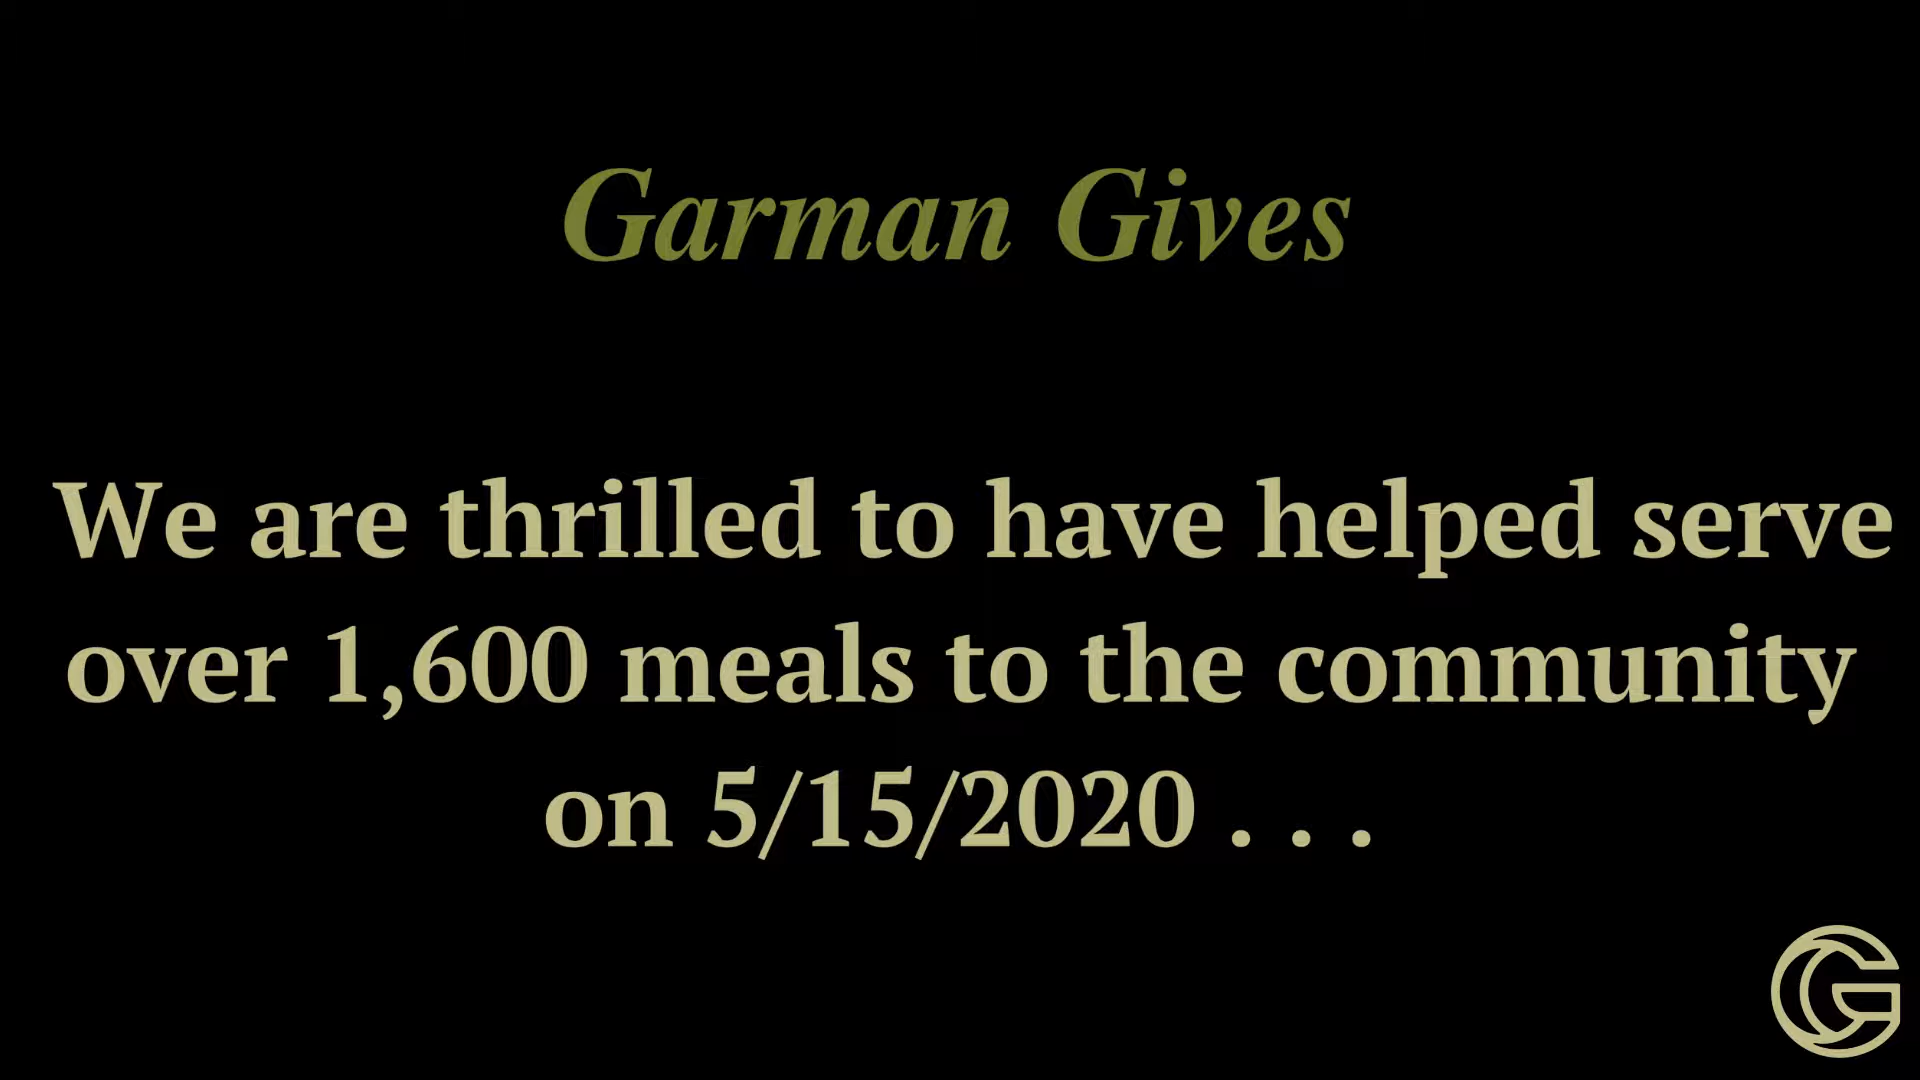 Garman Gives
We are thrilled to have helped serve
over 1,600 meals to the community
on 5/15/2020 . . .